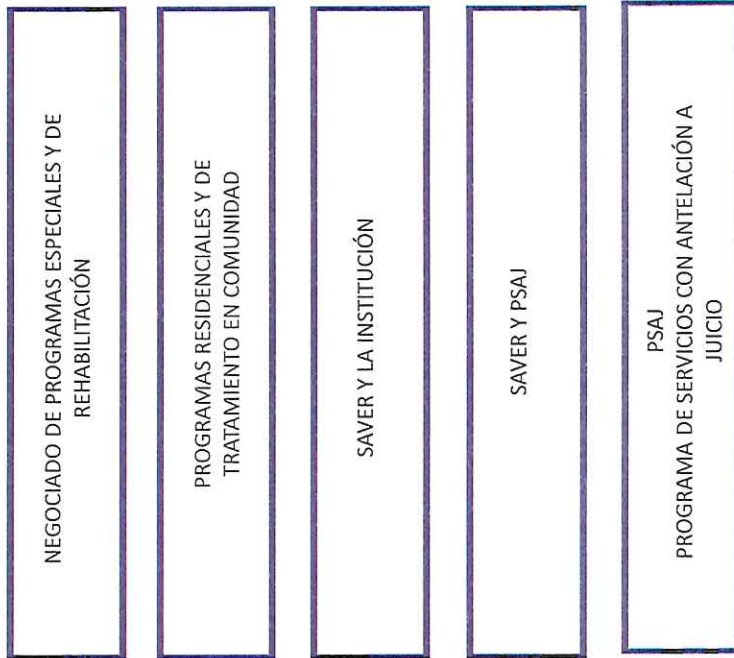 NEGOCIADO DE PROGRAMAS ESPECIALES Y DE
REHABILITACIÓN
PROGRAMAS RESIDENCIALES Y DE
TRATAMIENTO EN COMUNIDAD
SAVER Y LA INSTITUCIÓN
SAVER Y PSAJ
PSAJ
PROGRAMA DE SERVICIOS CON ANTELACIÓN A
JUICIO